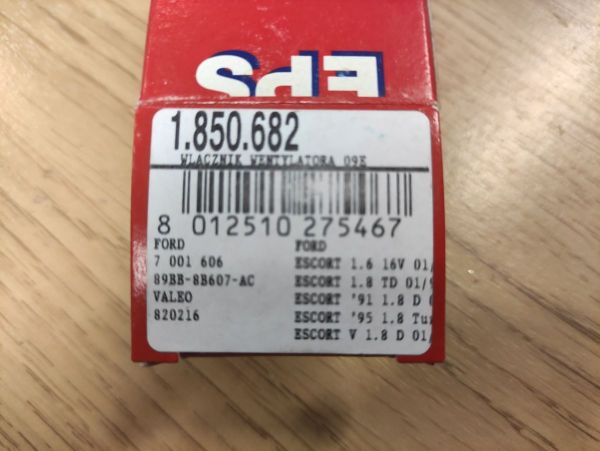 EPS
1.850.682
WLACZNIK WENTYLATORA 09E
8 012510 275467
FORD
7 001 606
89BB-8B607-AC
VALEO
820216
FORD
ESCORT 1.6 16V 01/
ESCORT 1.8 TD 01/
ESCORT '91 1.8 D
ESCORT '95 1.8 Tur
ESCORT V 1.8 D 01/